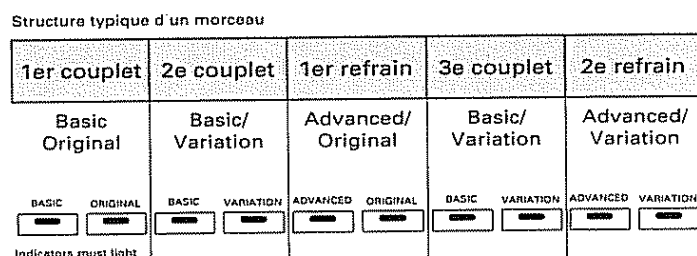 Structure typique d'un morceau
1er couplet 2e couplet 1er refrain 3e couplet 2e refrain
Basic Basic/ Advanced/ Basic/ Advanced/
Original Variation Original Variation Variation
BASIC ORIGINAL BASIC VARIATION ADVANCED ORIGINAL BASIC VARIATION ADVANCED VARIATION
Indicators must light